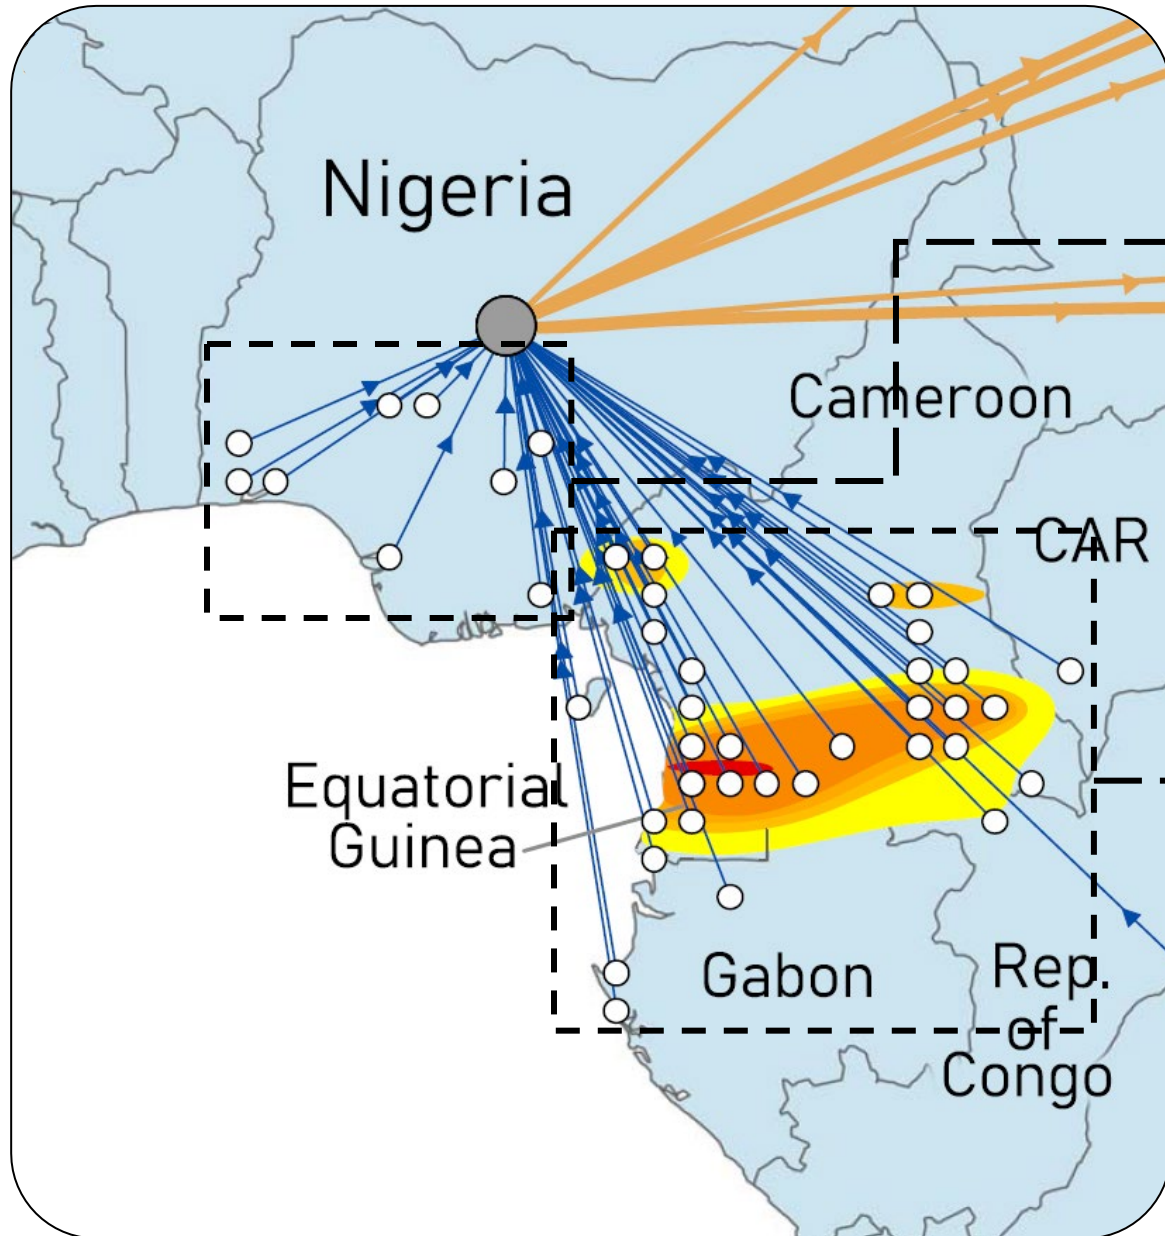 Nigeria
Cameroon
CAR
Equatorial
Guinea
Gabon
Rep.
of
Congo